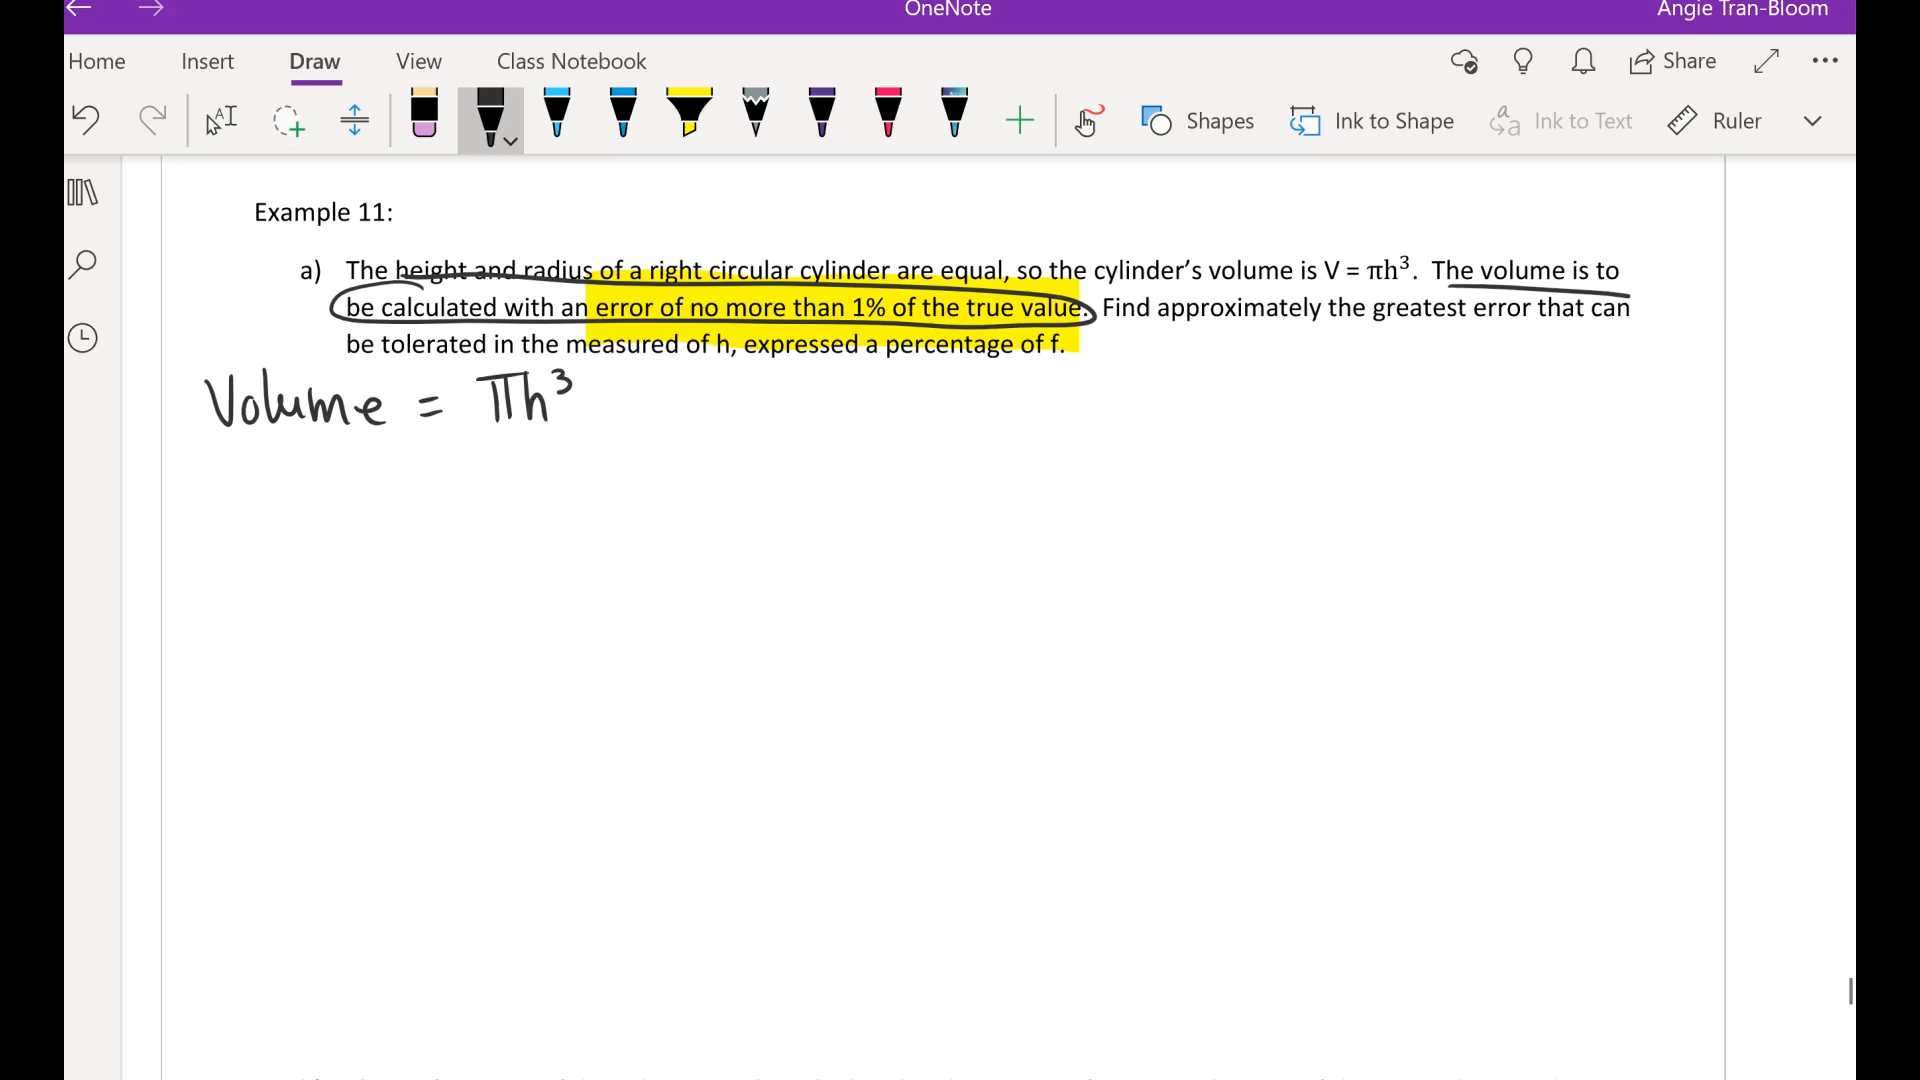 OneNote
Angie Tran-Bloom
Home Insert Draw View Class Notebook Share
Shapes Ink to Shape Ink to Text Ruler
Example 11:
a) The height and radius of a right circular cylinder are equal, so the cylinder’s volume is V = πh³. The volume is to
be calculated with an error of no more than 1% of the true value. Find approximately the greatest error that can
be tolerated in the measured of h, expressed a percentage of f.
Volume = πh³